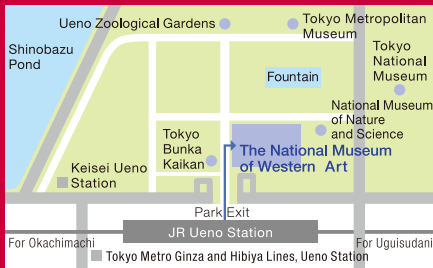 Ueno Zoological Gardens
Tokyo Metropolitan
Museum
Shinobazu
Pond
Tokyo
National
Museum
Fountain
National Museum
of Nature
and Science
Tokyo
Bunka
Kaikan
The National Museum
of Western Art
Keisei Ueno
Station
Park Exit
JR Ueno Station
For Okachimachi
For Uguisudani
Tokyo Metro Ginza and Hibiya Lines, Ueno Station